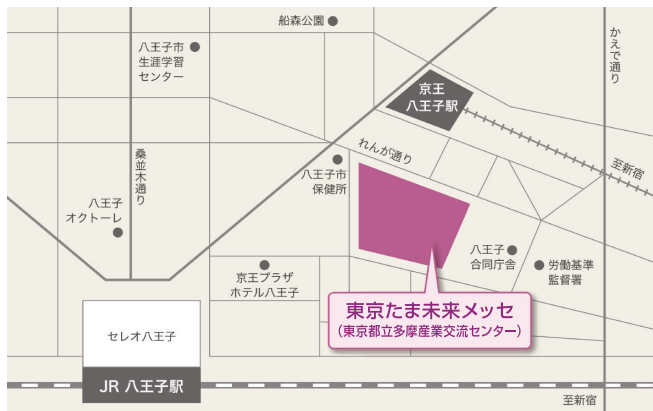 船森公園
八王子市
生涯学習
センター
かえで通り
京王
八王子駅
れんが通り
至新宿
桑並木通り
八王子市
保健所
八王子
オクトーレ
八王子
合同庁舎
労働基準
監督署
京王プラザ
ホテル八王子
東京たま未来メッセ
(東京都立多摩産業交流センター)
セレオ八王子
JR 八王子駅
至新宿